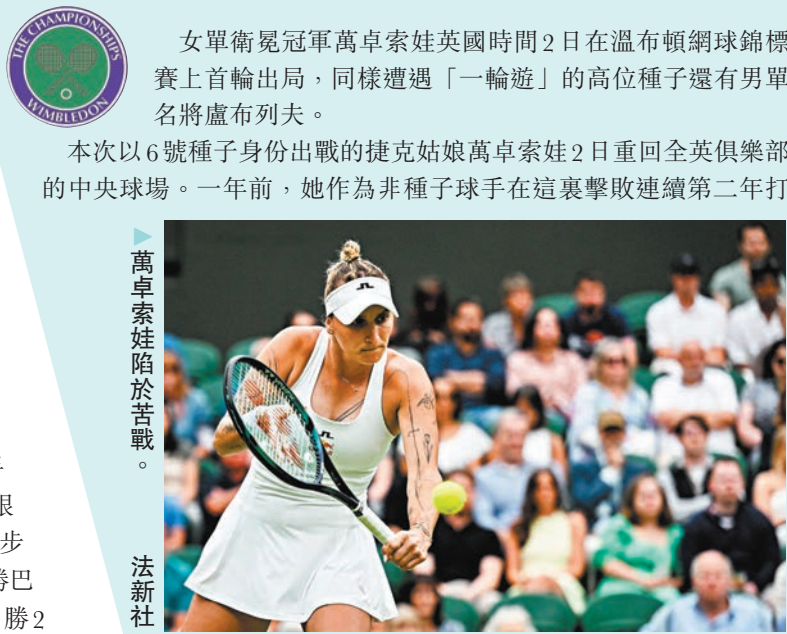 THE CHAMPIONSHIPS
WIMBLEDON
女單衛冕冠軍萬卓索娃英國時間2日在溫布頓網球錦標
賽上首輪出局，同樣遭遇「一輪遊」的高位種子還有男單
名將盧布列夫。
本次以6號種子身份出戰的捷克姑娘萬卓索娃2日重回全英俱樂部
的中央球場。一年前，她作為非種子球手在這裏擊敗連續第二年打
▶萬卓索娃陷於苦戰。 法新社
步
勝巴
勝2